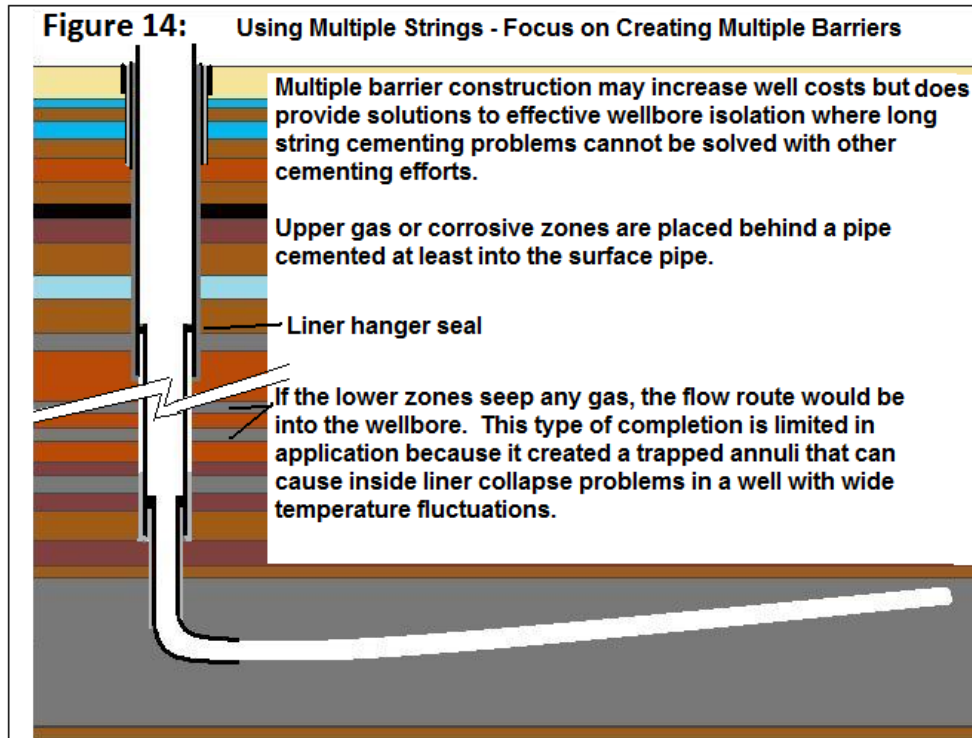 Figure 14: Using Multiple Strings - Focus on Creating Multiple Barriers
Multiple barrier construction may increase well costs but does
provide solutions to effective wellbore isolation where long
string cementing problems cannot be solved with other
cementing efforts.
Upper gas or corrosive zones are placed behind a pipe
cemented at least into the surface pipe.
Liner hanger seal
If the lower zones seep any gas, the flow route would be
into the wellbore. This type of completion is limited in
application because it created a trapped annuli that can
cause inside liner collapse problems in a well with wide
temperature fluctuations.